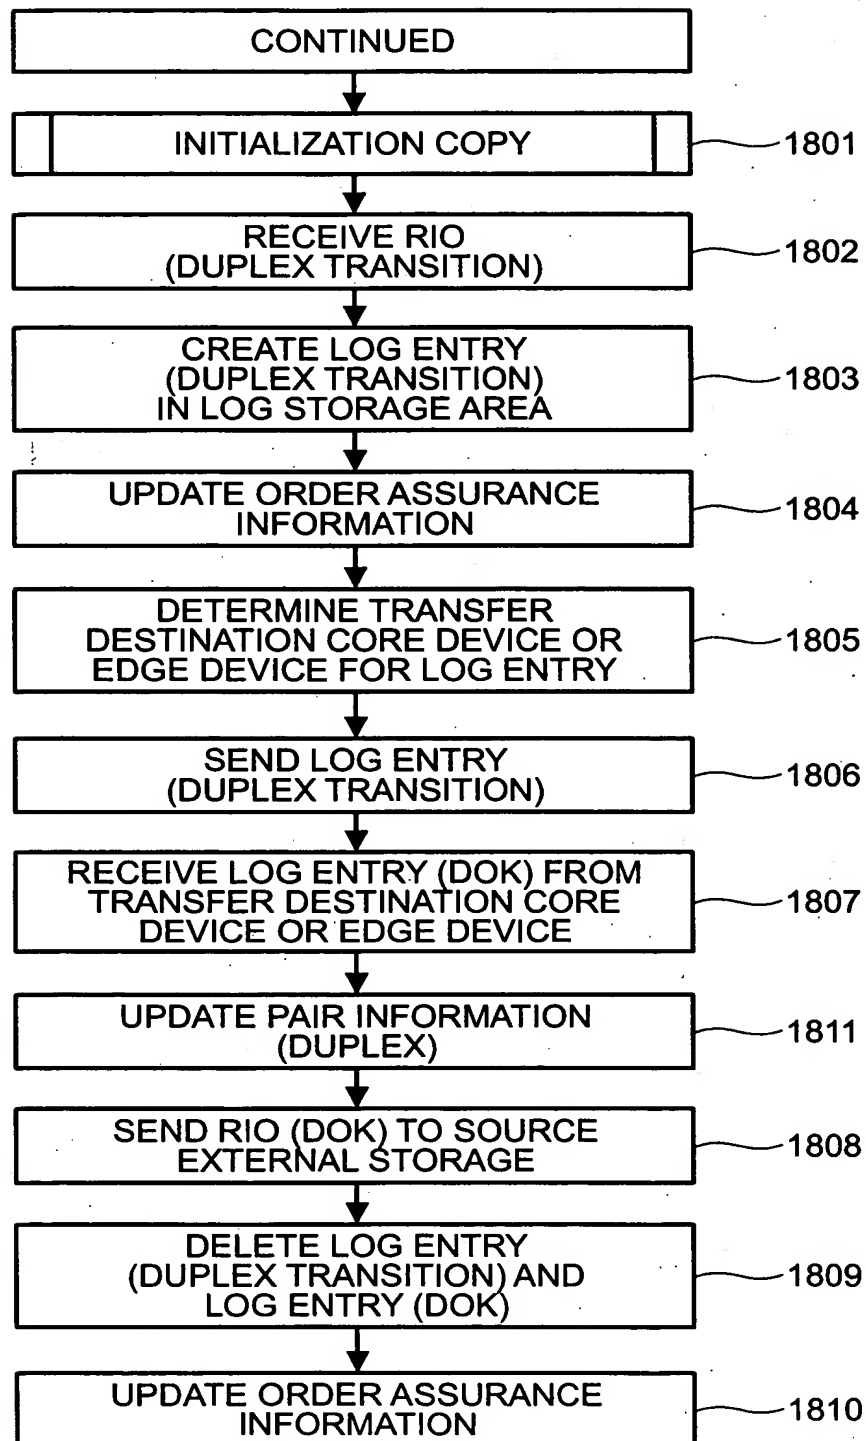 CONTINUED
INITIALIZATION COPY
1801
RECEIVE RIO
(DUPLEX TRANSITION)
1802
CREATE LOG ENTRY
(DUPLEX TRANSITION)
IN LOG STORAGE AREA
1803
UPDATE ORDER ASSURANCE
INFORMATION
1804
DETERMINE TRANSFER
DESTINATION CORE DEVICE OR
EDGE DEVICE FOR LOG ENTRY
1805
SEND LOG ENTRY
(DUPLEX TRANSITION)
1806
RECEIVE LOG ENTRY (DOK) FROM
TRANSFER DESTINATION CORE
DEVICE OR EDGE DEVICE
1807
UPDATE PAIR INFORMATION
(DUPLEX)
1811
SEND RIO (DOK) TO SOURCE
EXTERNAL STORAGE
1808
DELETE LOG ENTRY
(DUPLEX TRANSITION) AND
LOG ENTRY (DOK)
1809
UPDATE ORDER ASSURANCE
INFORMATION
1810